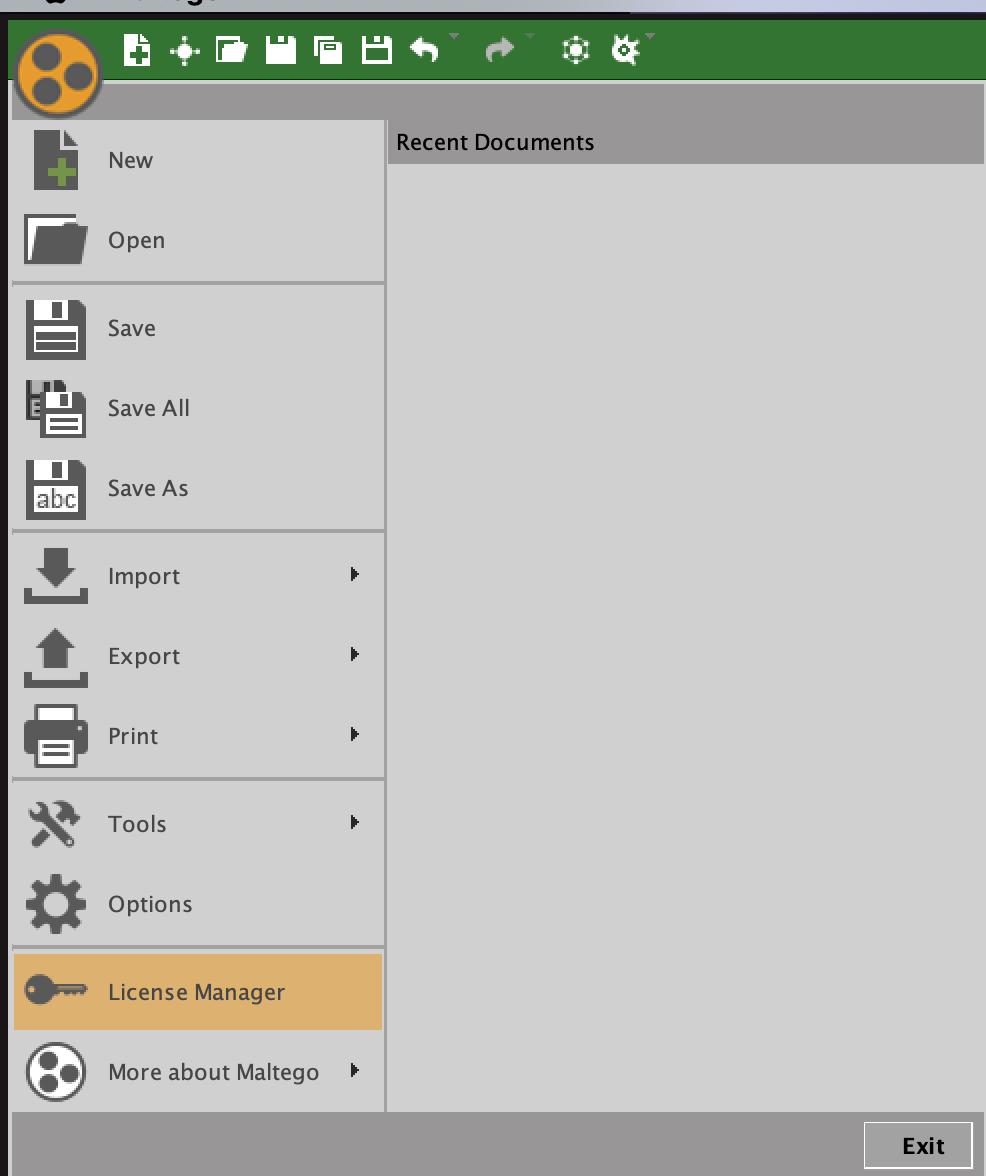 New
Open
Save
Save All
abc
Save As
Import
Export
Print
Tools
Options
License Manager
More about Maltego
Recent Documents
Exit